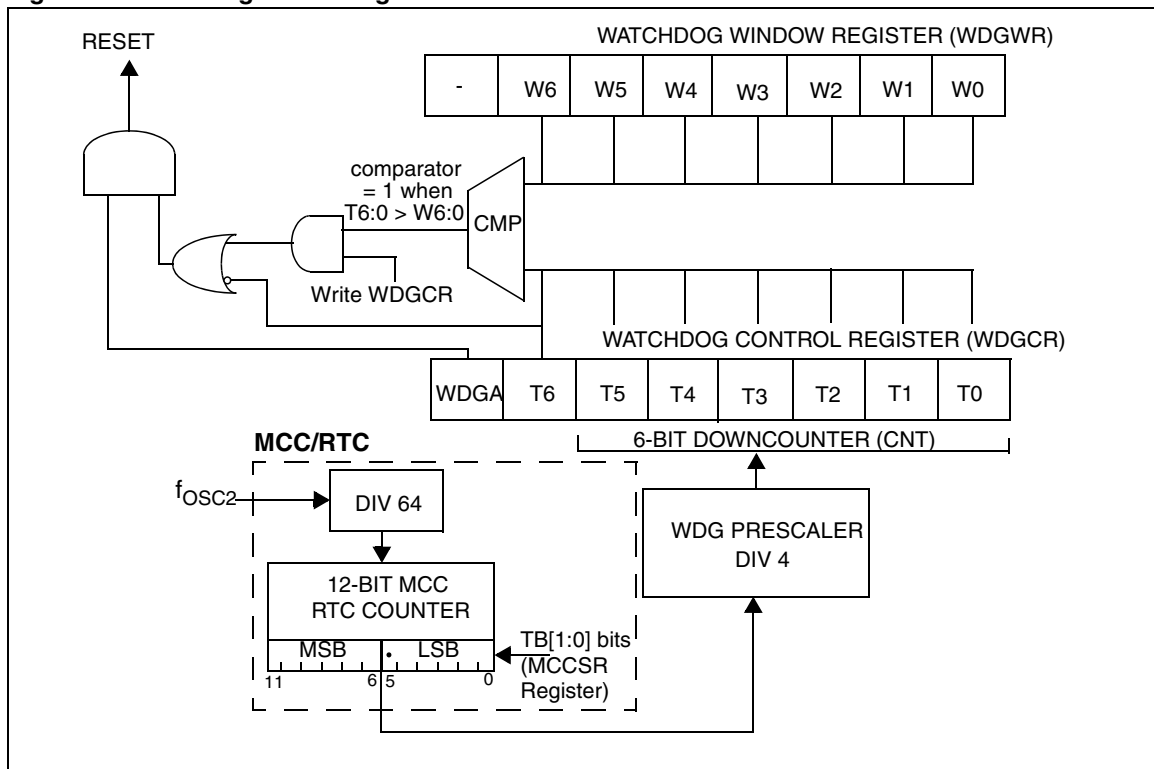 RESET
WATCHDOG WINDOW REGISTER (WDGWR)
- W6 W5 W4 W3 W2 W1 W0
comparator
= 1 when
T6:0 > W6:0
CMP
Write WDGCR
WATCHDOG CONTROL REGISTER (WDGCR)
WDGA T6 T5 T4 T3 T2 T1 T0
6-BIT DOWNCOUNTER (CNT)
MCC/RTC
fOSC2
DIV 64
WDG PRESCALER
DIV 4
12-BIT MCC
RTC COUNTER
MSB LSB
11 6 5 0
TB[1:0] bits
(MCCSR
Register)